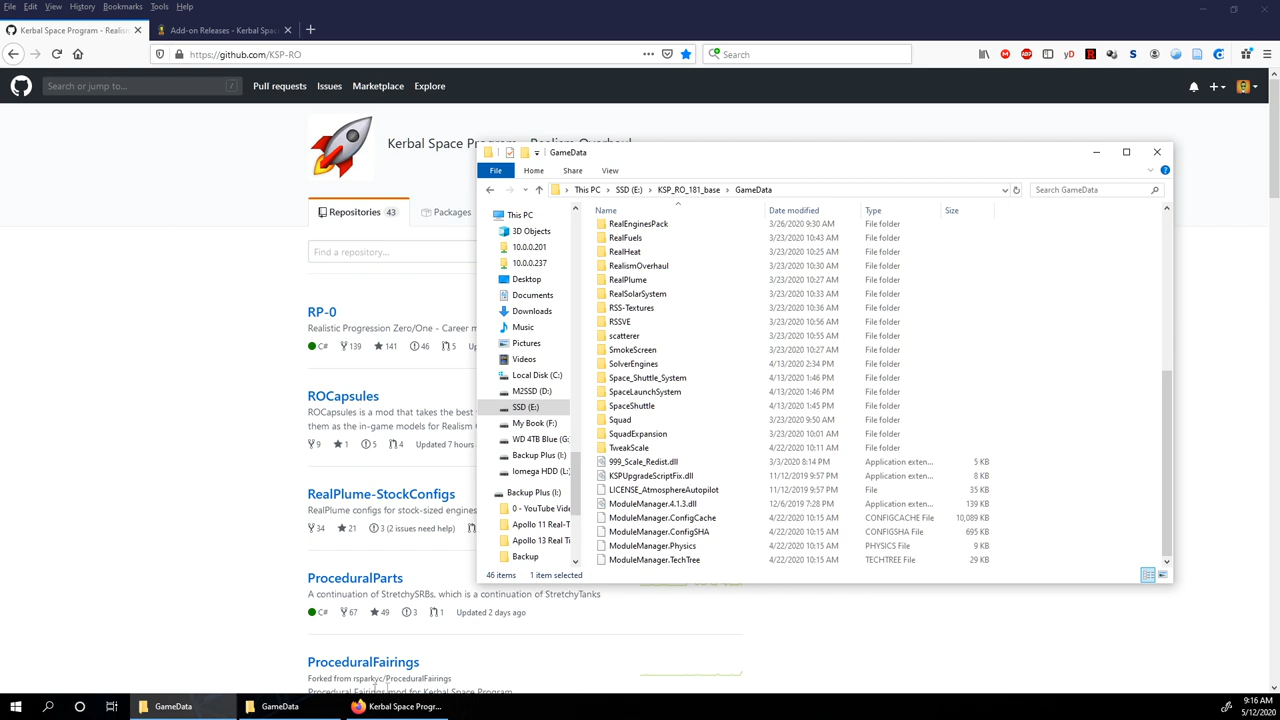 File Edit View History Bookmarks Tools Help
Kerbal Space Program - Realism
Add-on Releases - Kerbal Spac
https://github.com/KSP-RO
Search
Search or jump to... /
Pull requests Issues Marketplace Explore
Kerbal Space Program - Realism Overhaul
Repositories 43 Packages
Find a repository...
RP-0
Realistic Progression Zero/One - Career m
C# 139 141 46 5 Up
ROCapsules
ROCapsules is a mod that takes the best
them as the in-game models for Realism
9 1 5 4 Updated 7 hours
RealPlume-StockConfigs
RealPlume configs for stock-sized engines
34 21 3 (2 issues need help)
ProceduralParts
A continuation of StretchySRBs, which is a continuation of StretchyTanks
C# 67 49 3 1 Updated 2 days ago
ProceduralFairings
Forked from rsparkyc/ProceduralFairings
Procedural Fairings mod for Kerbal Space Program
GameData
File Home Share View
This PC SSD (E:) KSP_RO_181_base GameData
Search GameData
This PC
3D Objects
10.0.0.201
10.0.0.237
Desktop
Documents
Downloads
Music
Pictures
Videos
Local Disk (C:)
M2SSD (D:)
SSD (E:)
My Book (F:)
WD 4TB Blue (G:
Backup Plus (I:)
Iomega HDD (L:)
Backup Plus (I:)
0 - YouTube Vide
Apollo 11 Real-T
Apollo 13 Real Ti
Backup
Name Date modified Type Size
RealEnginesPack 3/26/2020 9:30 AM File folder
RealFuels 3/23/2020 10:43 AM File folder
RealHeat 3/23/2020 10:25 AM File folder
RealismOverhaul 3/23/2020 10:30 AM File folder
RealPlume 3/23/2020 10:27 AM File folder
RealSolarSystem 3/23/2020 10:33 AM File folder
RSS-Textures 3/23/2020 10:36 AM File folder
RSSVE 3/23/2020 10:56 AM File folder
scatterer 3/23/2020 10:55 AM File folder
SmokeScreen 3/23/2020 10:27 AM File folder
SolverEngines 4/13/2020 2:34 PM File folder
Space_Shuttle_System 4/13/2020 1:46 PM File folder
SpaceLaunchSystem 4/13/2020 1:46 PM File folder
SpaceShuttle 4/13/2020 1:45 PM File folder
Squad 3/23/2020 9:50 AM File folder
SquadExpansion 3/23/2020 10:01 AM File folder
TweakScale 4/22/2020 10:11 AM File folder
999_Scale_Redist.dll 3/3/2020 8:14 PM Application exten... 5 KB
KSPUpgradeScriptFix.dll 11/12/2019 9:57 PM Application exten... 8 KB
LICENSE_AtmosphereAutopilot 11/12/2019 9:57 PM File 35 KB
ModuleManager.4.1.3.dll 12/6/2019 7:28 PM Application exten... 139 KB
ModuleManager.ConfigCache 4/22/2020 10:15 AM CONFIGCACHE File 10,089 KB
ModuleManager.ConfigSHA 4/22/2020 10:15 AM CONFIGSHA File 695 KB
ModuleManager.Physics 4/22/2020 10:15 AM PHYSICS File 9 KB
ModuleManager.TechTree 4/22/2020 10:15 AM TECHTREE File 29 KB
46 items 1 item selected
GameData
GameData
Kerbal Space Progr...
9:16 AM
5/12/2020